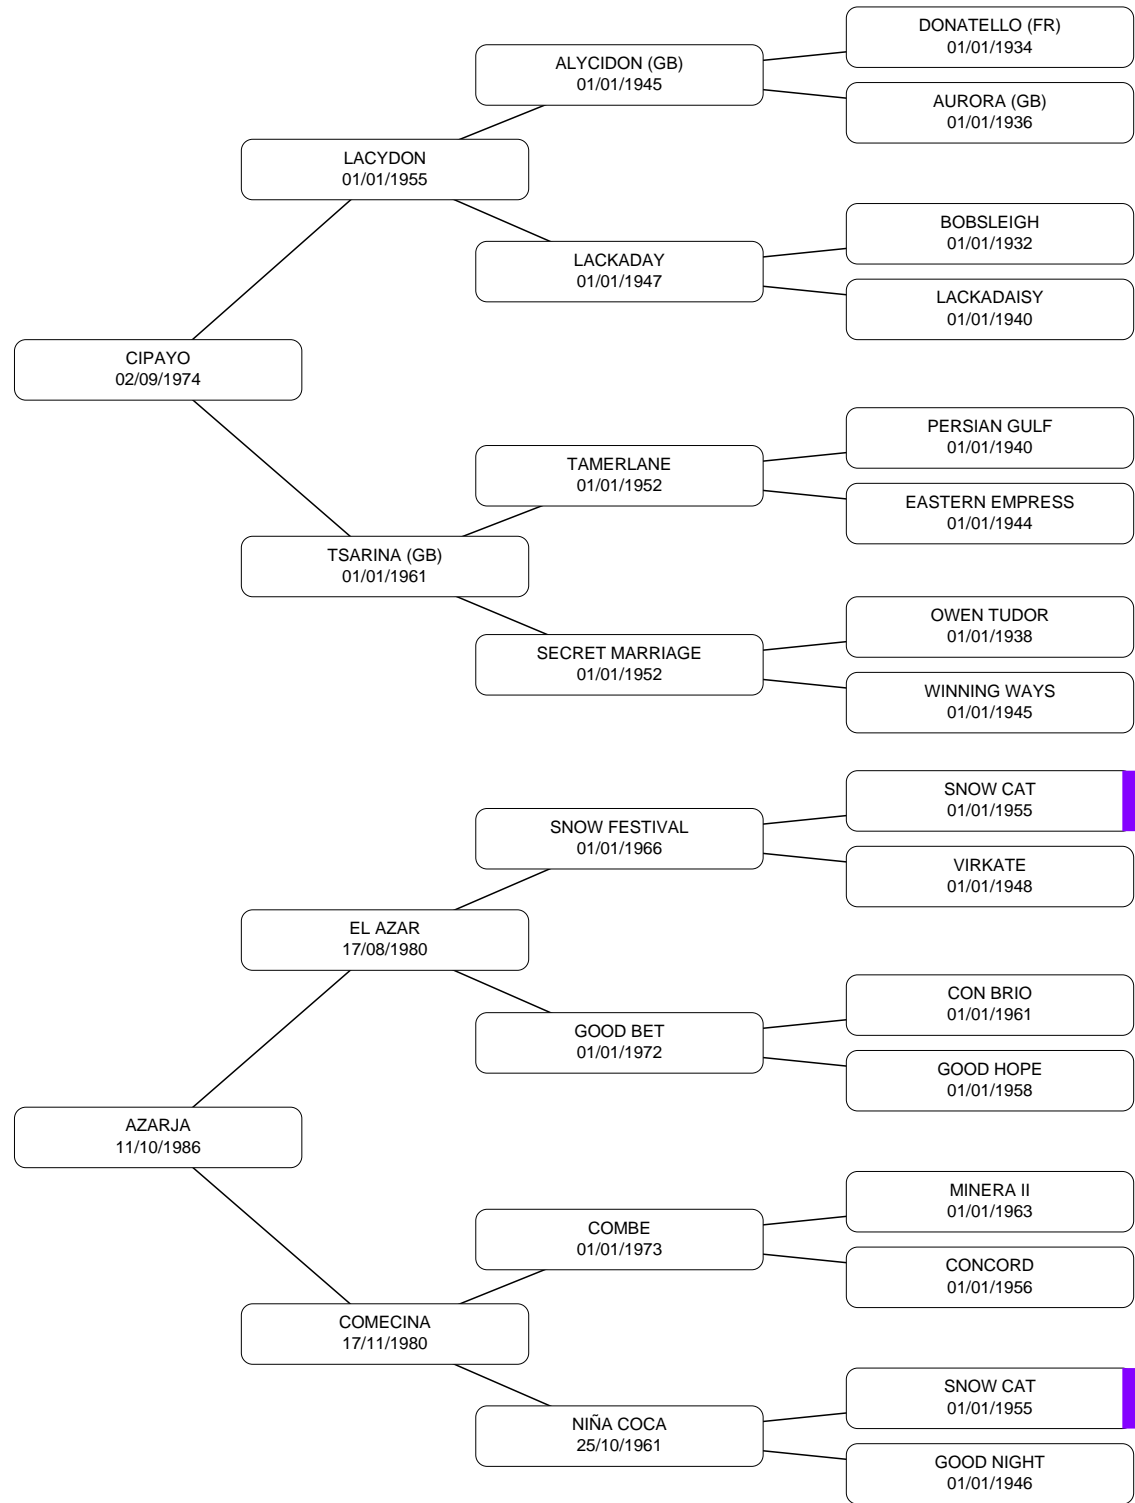 DONATELLO (FR)
01/01/1934
ALYCIDON (GB)
01/01/1945
AURORA (GB)
01/01/1936
LACYDON
01/01/1955
BOBSLEIGH
01/01/1932
LACKADAY
01/01/1947
LACKADAISY
01/01/1940
CIPAYO
02/09/1974
PERSIAN GULF
01/01/1940
TAMERLANE
01/01/1952
EASTERN EMPRESS
01/01/1944
TSARINA (GB)
01/01/1961
OWEN TUDOR
01/01/1938
SECRET MARRIAGE
01/01/1952
WINNING WAYS
01/01/1945
SNOW CAT
01/01/1955
SNOW FESTIVAL
01/01/1966
VIRKATE
01/01/1948
EL AZAR
17/08/1980
CON BRIO
01/01/1961
GOOD BET
01/01/1972
GOOD HOPE
01/01/1958
AZARJA
11/10/1986
MINERA II
01/01/1963
COMBE
01/01/1973
CONCORD
01/01/1956
COMECINA
17/11/1980
SNOW CAT
01/01/1955
NIÑA COCA
25/10/1961
GOOD NIGHT
01/01/1946